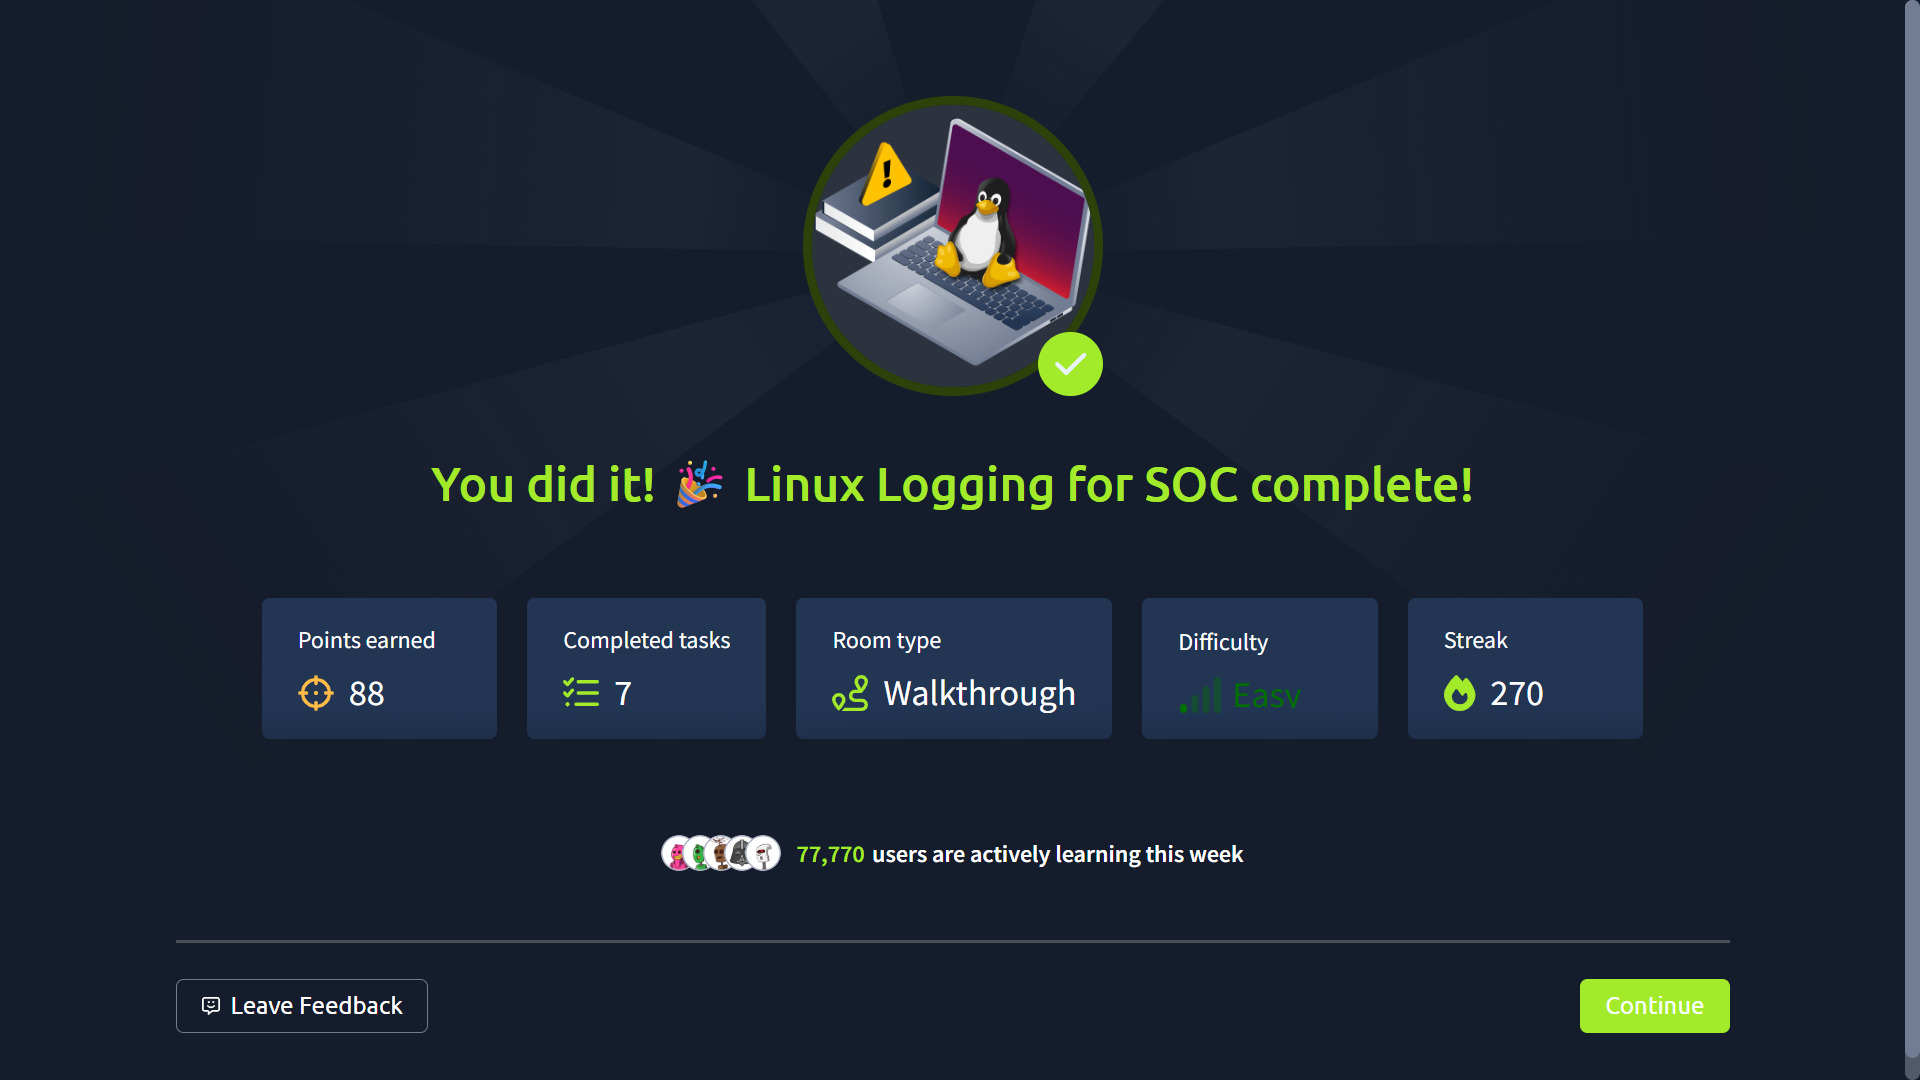 You did it! 🎉 Linux Logging for SOC complete!
Points earned
88
Completed tasks
7
Room type
Walkthrough
Difficulty
Easy
Streak
270
77,770 users are actively learning this week
Leave Feedback
Continue